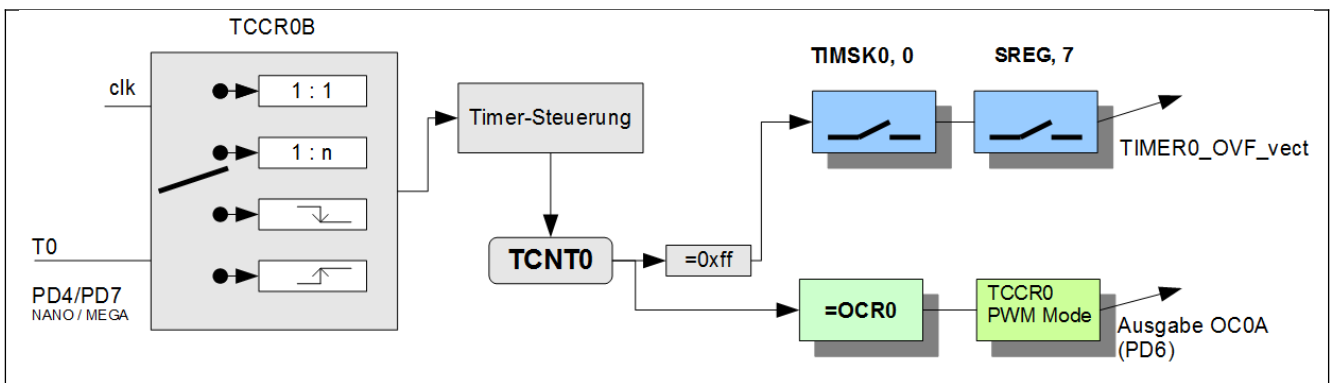 TCCR0B
clk
1 : 1
1 : n
T0
PD4/PD7
NANO / MEGA
Timer-Steuerung
TCNT0
=0xff
TIMSK0, 0
SREG, 7
TIMER0_OVF_vect
=OCR0
TCCR0
PWM Mode
Ausgabe OC0A
(PD6)